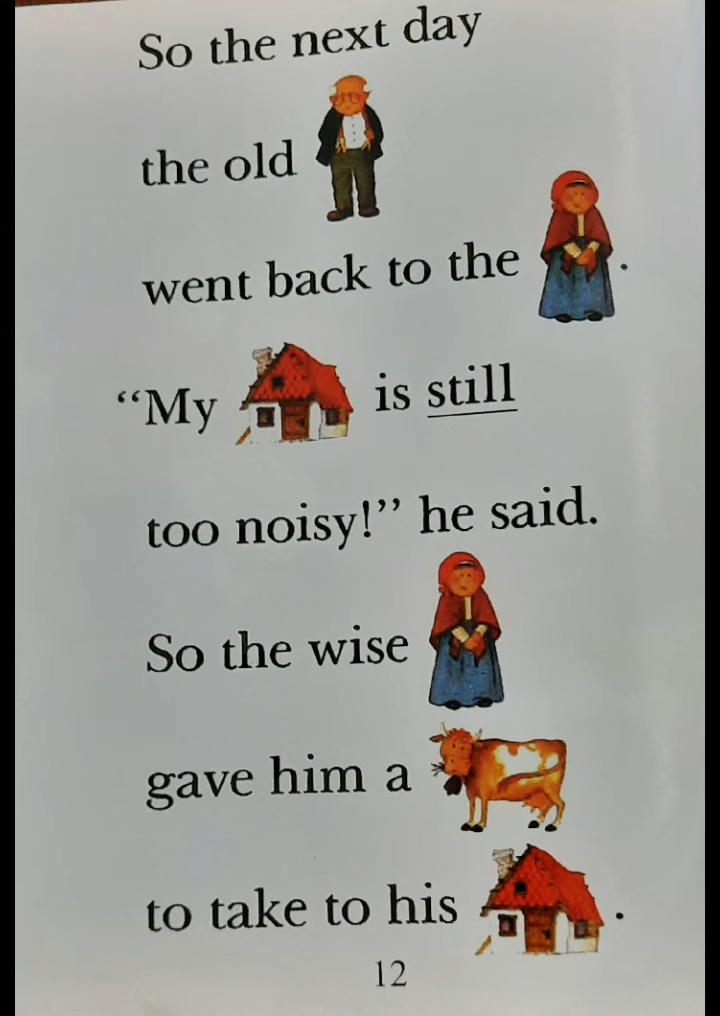 So the next day
the old
went back to the .
“My is still
too noisy!” he said.
So the wise
gave him a
to take to his .
12